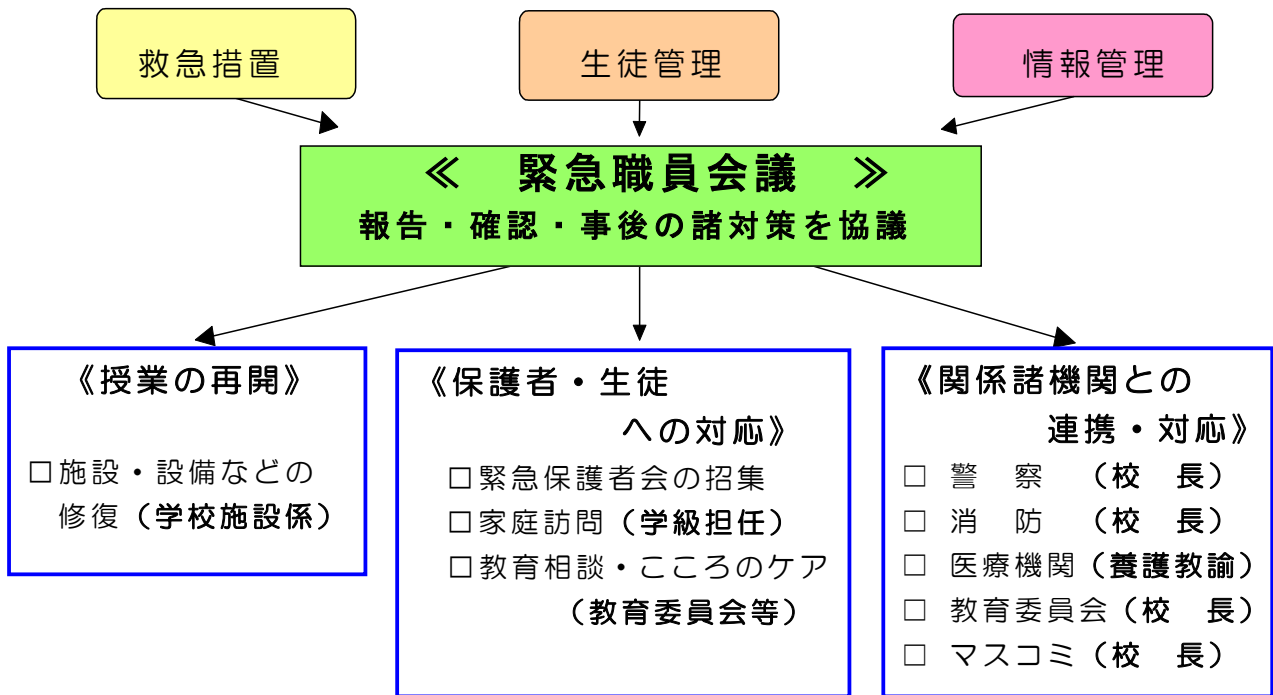 救急措置
生徒管理
情報管理
≪　緊急職員会議　≫
報告・確認・事後の諸対策を協議
《授業の再開》
□施設・設備などの
修復（学校施設係）
《保護者・生徒
への対応》
□緊急保護者会の招集
□家庭訪問（学級担任）
□教育相談・こころのケア
（教育委員会等）
《関係諸機関との
連携・対応》
□ 警　察　（校　長）
□ 消　防　（校　長）
□ 医療機関（養護教諭）
□ 教育委員会（校　長）
□ マスコミ（校　長）